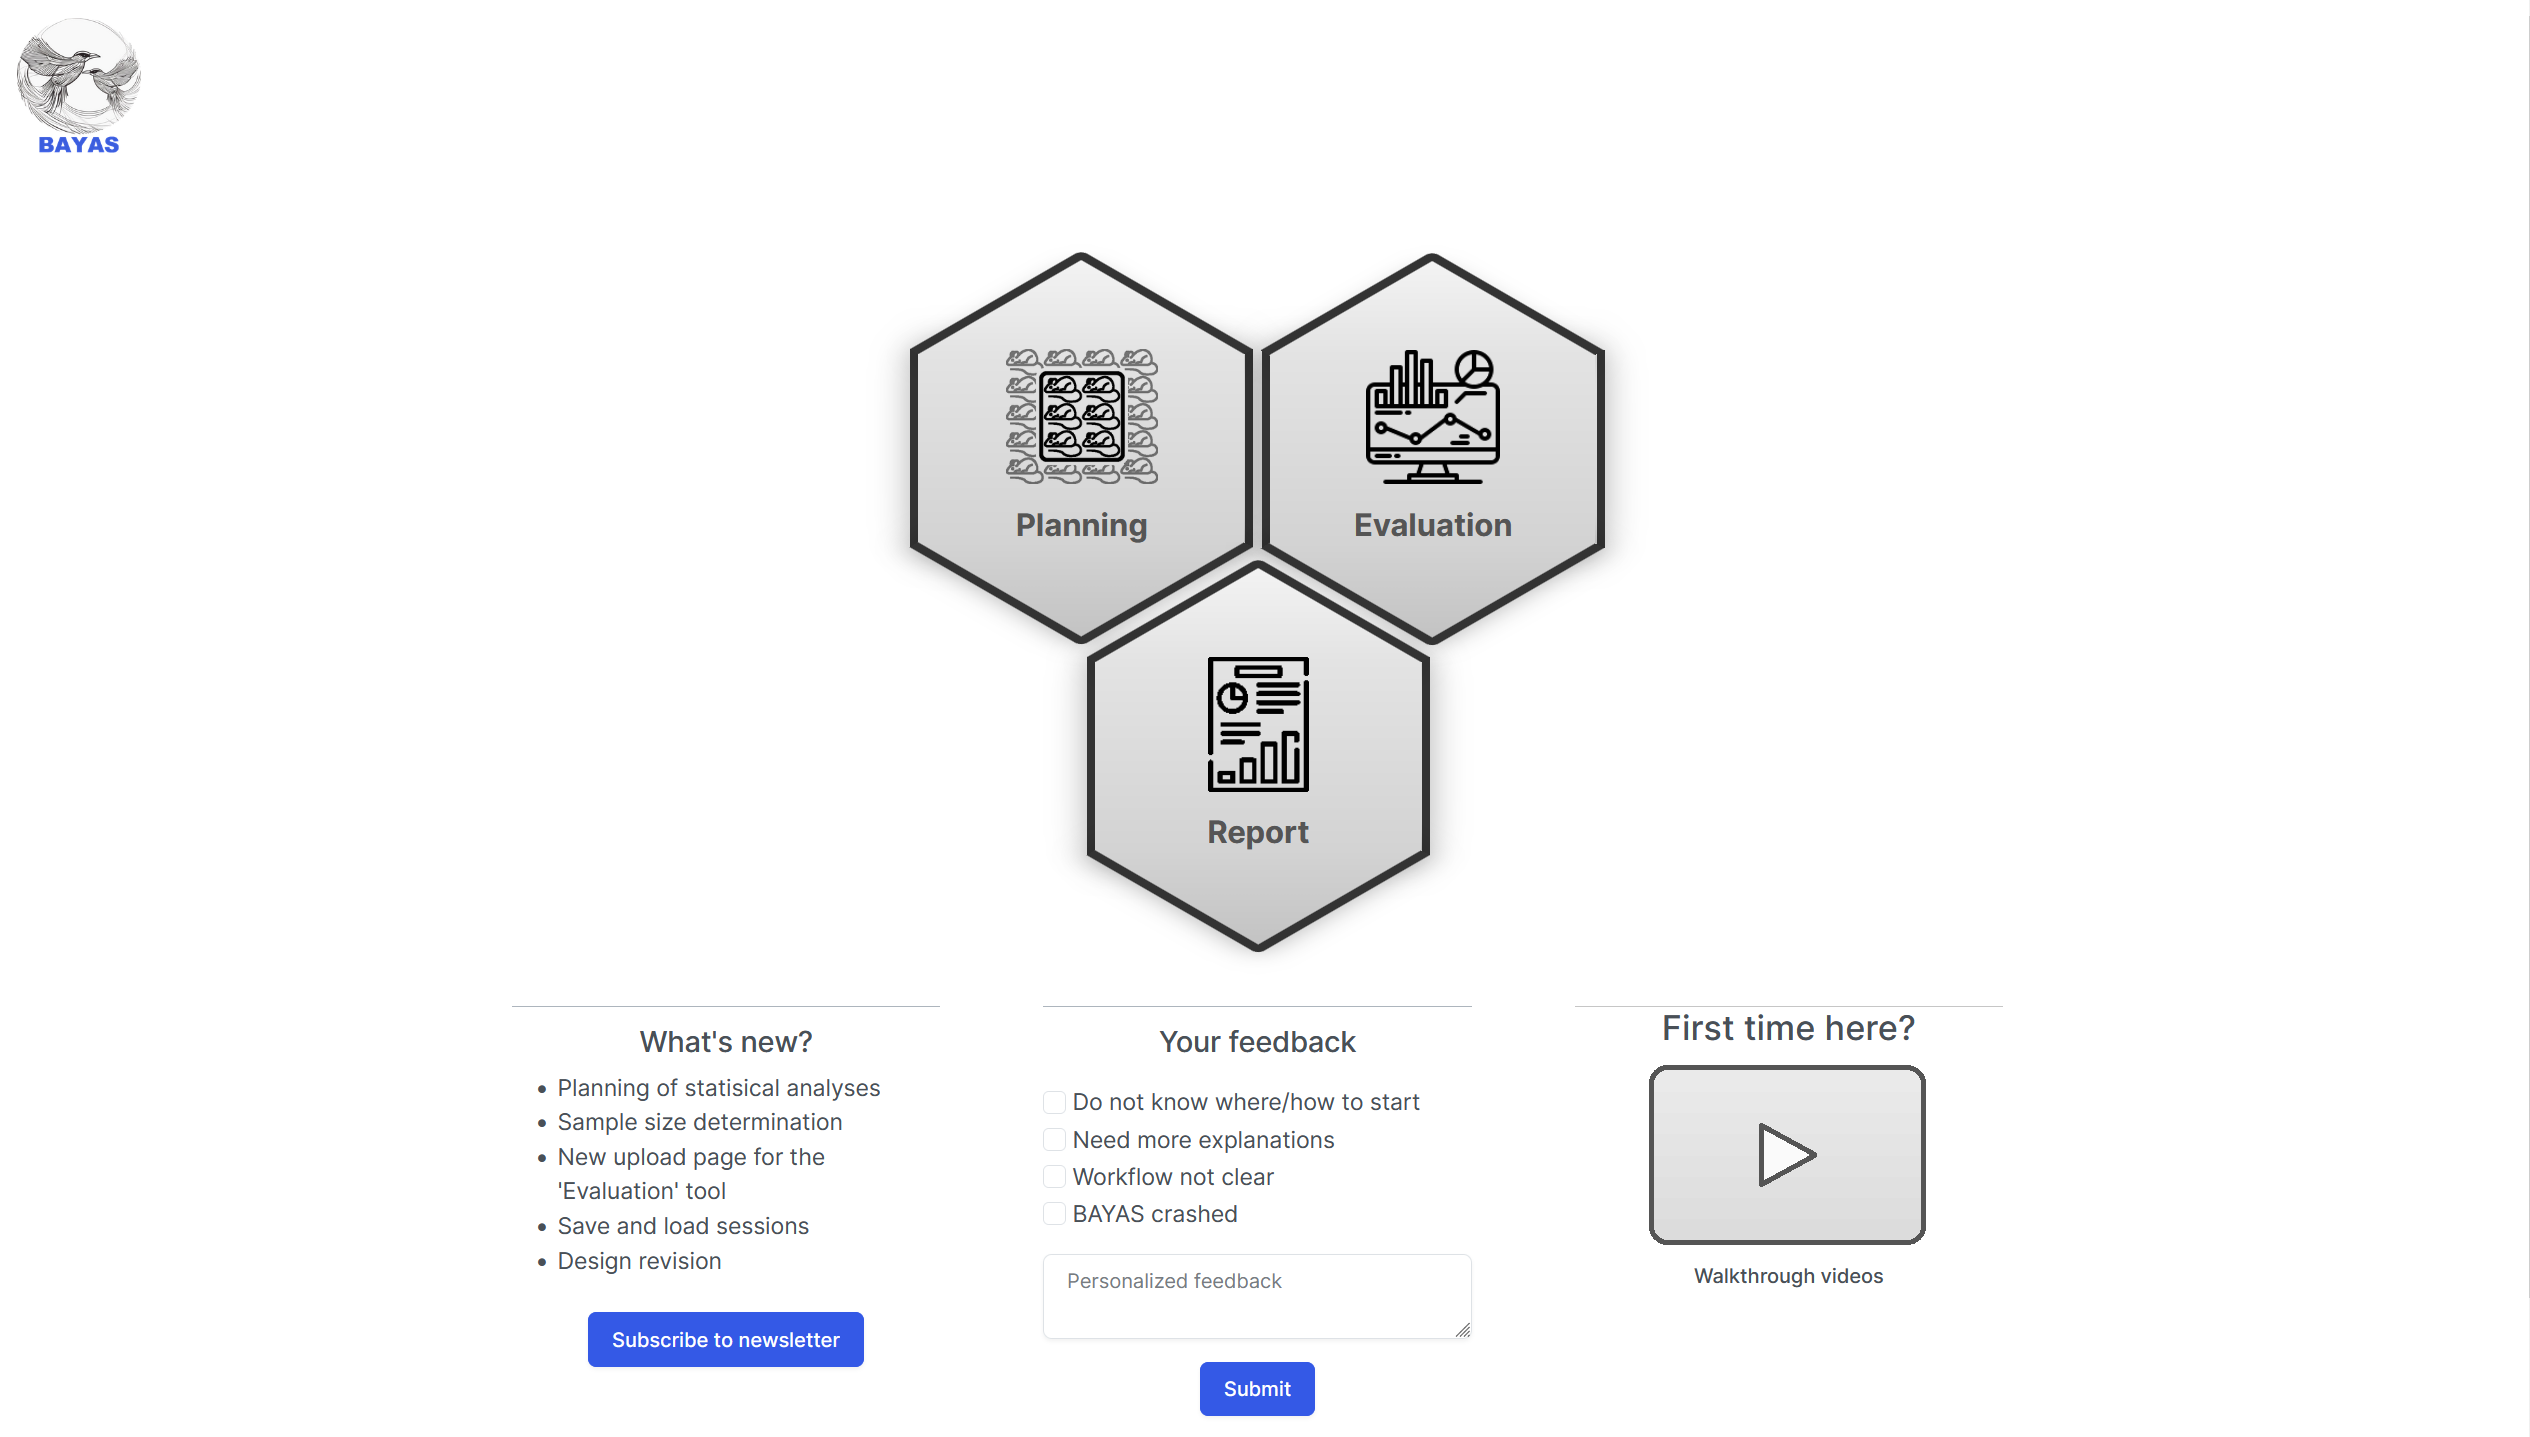 BAYAS
Planning
Evaluation
Report
What's new?
Planning of statisical analyses
Sample size determination
New upload page for the
'Evaluation' tool
Save and load sessions
Design revision
Subscribe to newsletter
Your feedback
Do not know where/how to start
Need more explanations
Workflow not clear
BAYAS crashed
Personalized feedback
Submit
First time here?
Walkthrough videos